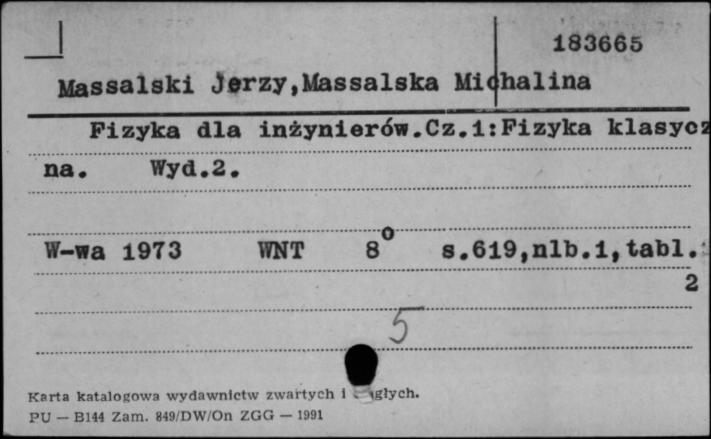 183665
Massalski Jerzy,Massalska Michalina
Fizyka dla inżynierów.Cz.1:Fizyka klasycz
na. Wyd.2.
W-wa 1973 WNT 8° s.619,nlb.1,tabl.
2
5
Karta katalogowa wydawnictw zwartych i
PU — B144 Zam. 849/DW/On ZGG — 1991